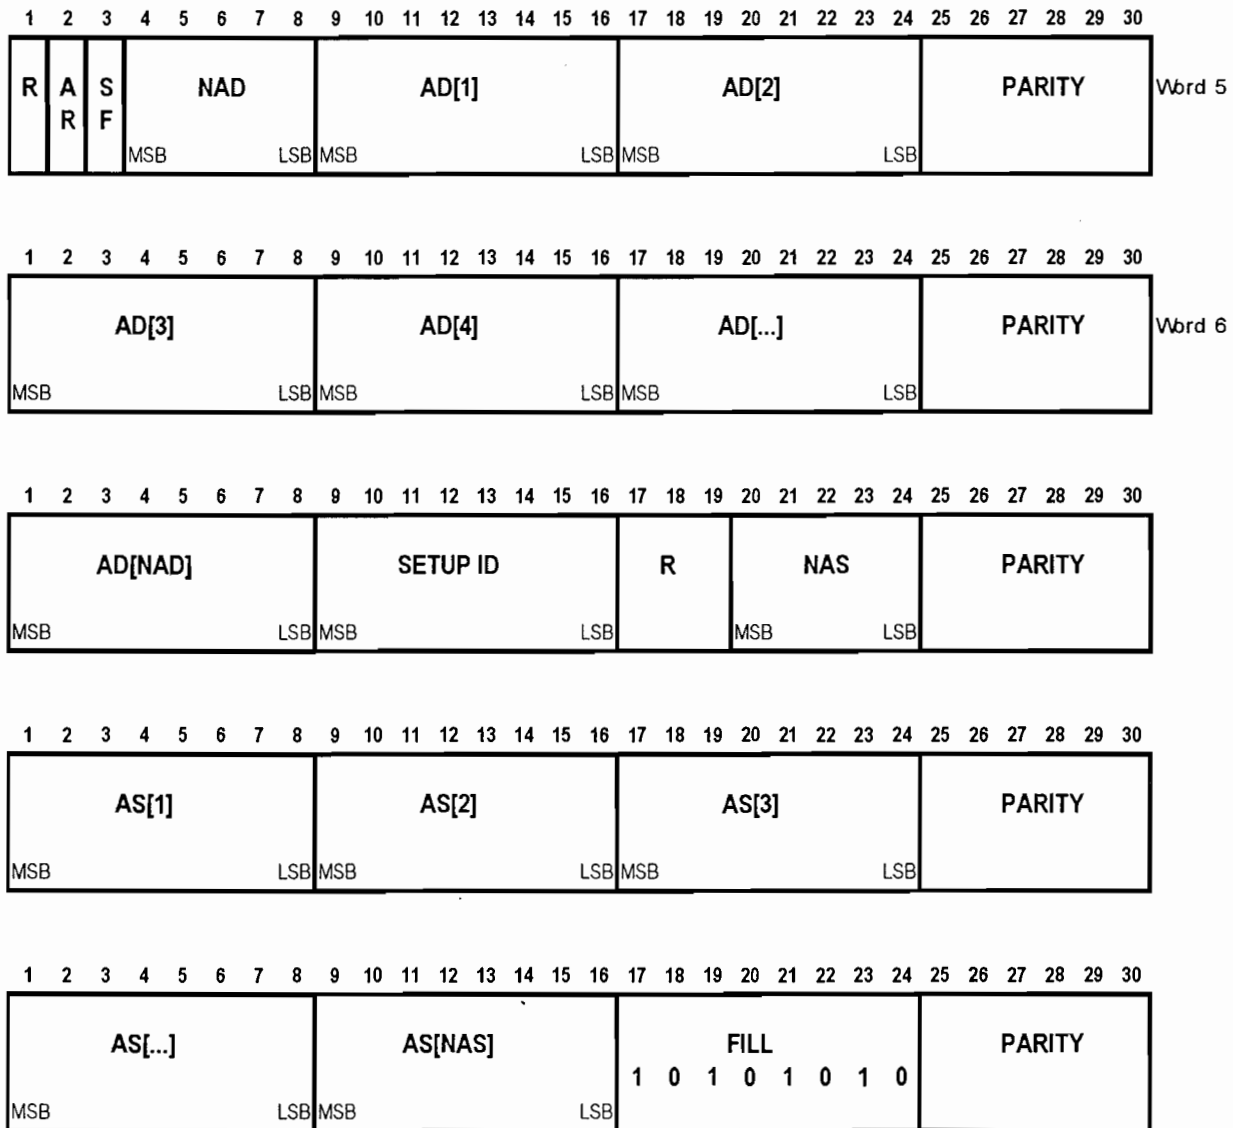 1 2 3 4 5 6 7 8 9 10 11 12 13 14 15 16 17 18 19 20 21 22 23 24 25 26 27 28 29 30
R A S NAD AD[1] AD[2] PARITY Word 5
R F
MSB LSB MSB LSB MSB LSB
1 2 3 4 5 6 7 8 9 10 11 12 13 14 15 16 17 18 19 20 21 22 23 24 25 26 27 28 29 30
AD[3] AD[4] AD[...] PARITY Word 6
MSB LSB MSB LSB MSB LSB
1 2 3 4 5 6 7 8 9 10 11 12 13 14 15 16 17 18 19 20 21 22 23 24 25 26 27 28 29 30
AD[NAD] SETUP ID R NAS PARITY
MSB LSB MSB LSB MSB LSB
1 2 3 4 5 6 7 8 9 10 11 12 13 14 15 16 17 18 19 20 21 22 23 24 25 26 27 28 29 30
AS[1] AS[2] AS[3] PARITY
MSB LSB MSB LSB MSB LSB
1 2 3 4 5 6 7 8 9 10 11 12 13 14 15 16 17 18 19 20 21 22 23 24 25 26 27 28 29 30
AS[...] AS[NAS] FILL PARITY
1 0 1 0 1 0 1 0
MSB LSB MSB LSB